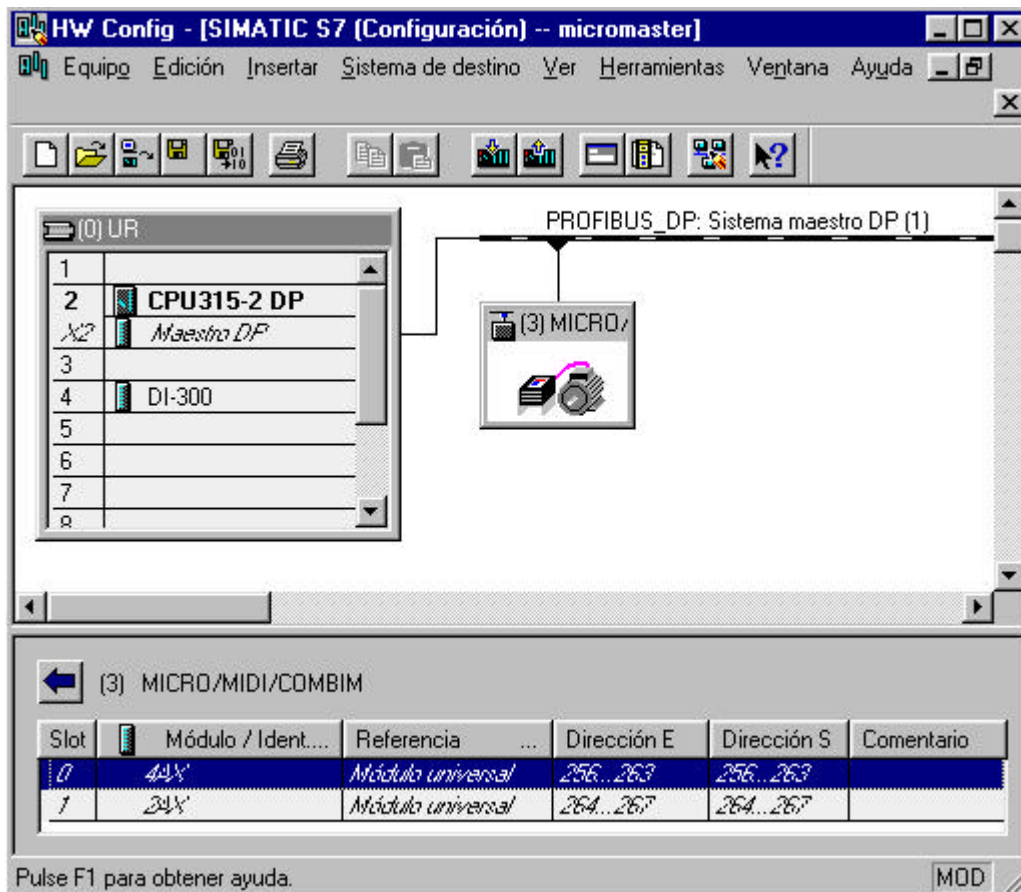 HW Config - [SIMATIC S7 (Configuración) -- micromaster]
Equipo Edición Insertar Sistema de destino Ver Herramientas Ventana Ayuda
(0) UR
PROFIBUS_DP: Sistema maestro DP (1)
1
2 CPU315-2 DP
X2 Maestro DP
3
4 DI-300
5
6
7
8
(3) MICRO/
(3) MICRO/MIDI/COMBIM
Slot Módulo / Ident.... Referencia ... Dirección E Dirección S Comentario
0 4AX Módulo universal 256...263 256...263
1 2AX Módulo universal 264...267 264...267
Pulse F1 para obtener ayuda. MOD